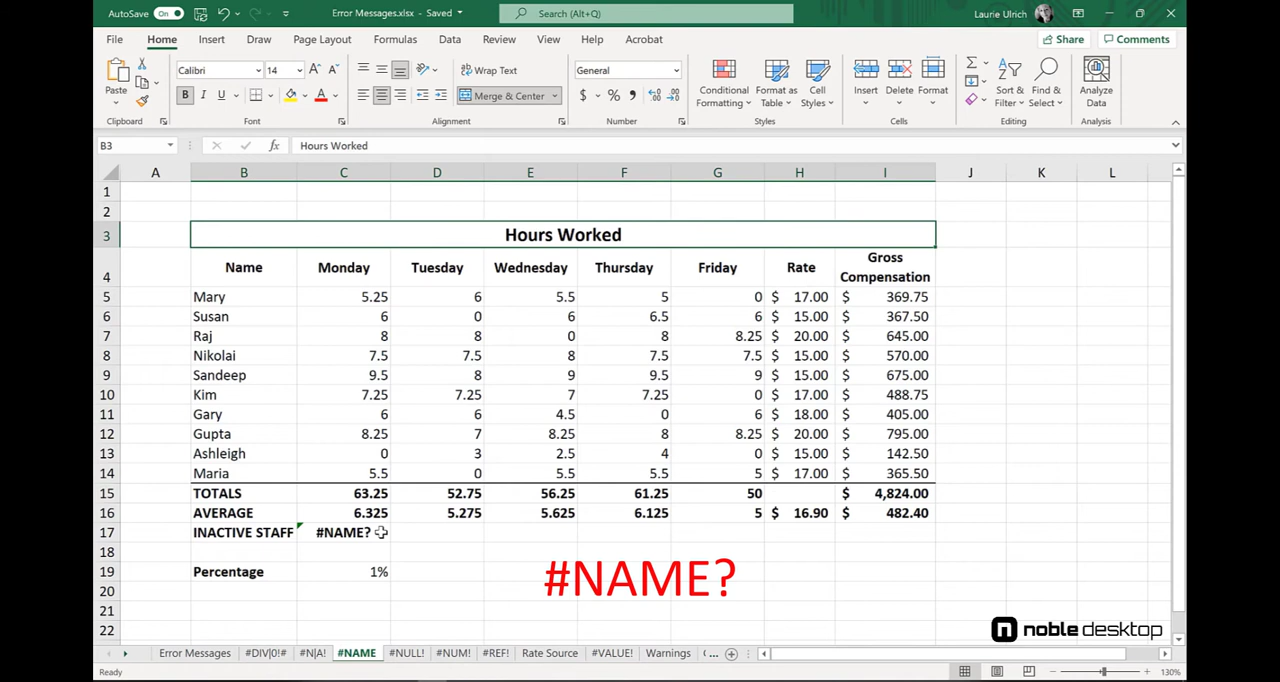 AutoSave On Error Messages.xlsx - Saved Search (Alt+Q) Laurie Ulrich
File Home Insert Draw Page Layout Formulas Data Review View Help Acrobat Share Comments
Paste Calibri 14 A A Wrap Text General Conditional Formatting Format as Table Cell Styles Insert Delete Format Sort & Filter Find & Select Analyze Data
B I U A Merge & Center $ % ,
Clipboard Font Alignment Number Styles Cells Editing Analysis
B3 fx Hours Worked
A B C D E F G H I J K L
1
2
3 Hours Worked
4 Name Monday Tuesday Wednesday Thursday Friday Rate Gross Compensation
5 Mary 5.25 6 5.5 5 0 $ 17.00 $ 369.75
6 Susan 6 0 6 6.5 6 $ 15.00 $ 367.50
7 Raj 8 8 0 8 8.25 $ 20.00 $ 645.00
8 Nikolai 7.5 7.5 8 7.5 7.5 $ 15.00 $ 570.00
9 Sandeep 9.5 8 9 9.5 9 $ 15.00 $ 675.00
10 Kim 7.25 7.25 7 7.25 0 $ 17.00 $ 488.75
11 Gary 6 6 4.5 0 6 $ 18.00 $ 405.00
12 Gupta 8.25 7 8.25 8 8.25 $ 20.00 $ 795.00
13 Ashleigh 0 3 2.5 4 0 $ 15.00 $ 142.50
14 Maria 5.5 0 5.5 5.5 5 $ 17.00 $ 365.50
15 TOTALS 63.25 52.75 56.25 61.25 50 $ 4,824.00
16 AVERAGE 6.325 5.275 5.625 6.125 5 $ 16.90 $ 482.40
17 INACTIVE STAFF #NAME?
18
19 Percentage 1%
#NAME?
20
21
22
n noble desktop
Error Messages #DIV|0!# #N|A! #NAME #NULL! #NUM! #REF! Rate Source #VALUE! Warnings ...
Ready 130%